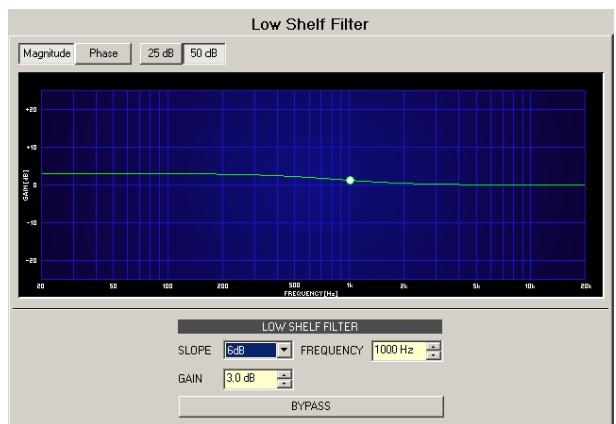 Low Shelf Filter
Magnitude Phase 25 dB 50 dB
+20
+10
0
-10
-20
GAIN[dB]
20 50 100 200 500 1k 2k 5k 10k 20k
FREQUENCY[Hz]
LOW SHELF FILTER
SLOPE 6dB FREQUENCY 1000 Hz
GAIN 3.0 dB
BYPASS